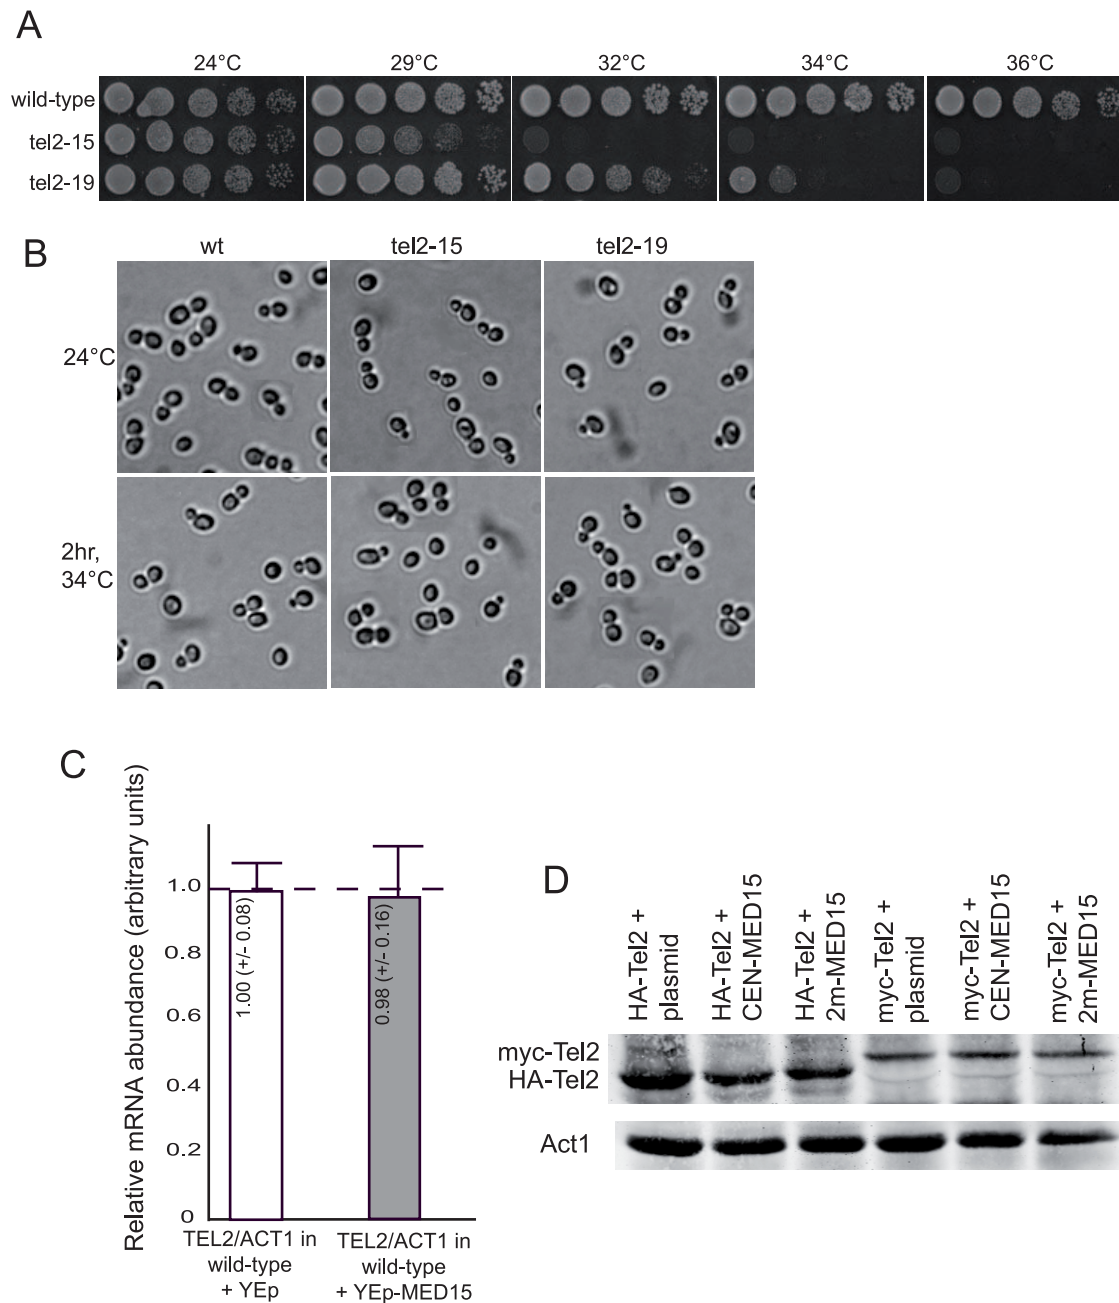 A
24°C 29°C 32°C 34°C 36°C
wild-type
tel2-15
tel2-19
B
wt tel2-15 tel2-19
24°C
2hr,
34°C
C
Relative mRNA abundance (arbitrary units)
1.0
0.8
0.6
0.4
0.2
0
1.00 (+/- 0.08)
0.98 (+/- 0.16)
TEL2/ACT1 in
wild-type
+ YEp
TEL2/ACT1 in
wild-type
+ YEp-MED15
D
HA-Tel2 +
plasmid
HA-Tel2 +
CEN-MED15
HA-Tel2 +
2m-MED15
myc-Tel2 +
plasmid
myc-Tel2 +
CEN-MED15
myc-Tel2 +
2m-MED15
myc-Tel2
HA-Tel2
Act1